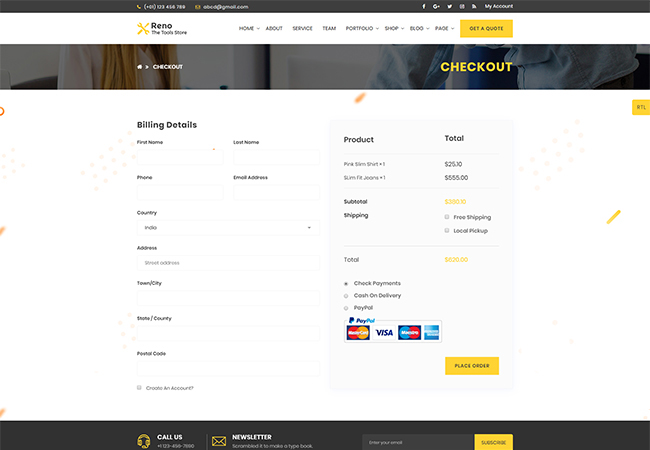 (+61) 123 456 789 abcd@gmail.com G+ My Account
Reno
The Tools Store
HOME ABOUT SERVICE TEAM PORTFOLIO SHOP BLOG PAGE GET A QUOTE
» CHECKOUT CHECKOUT
RTL
Billing Details
First Name Last Name
Phone Email Address
Country
India
Address
Street address
Town/City
State / County
Postal Code
Create An Account?
Product Total
Pink Slim Shirt × 1 $25.10
SLim Fit Jeans × 1 $555.00
Subtotal
Shipping Free Shipping
Local Pickup
Total $620.00
Check Payments
Cash On Delivery
PayPal
PayPal
MasterCard VISA Maestro
PLACE ORDER
CALL US
+1 123-456-7890
NEWSLETTER
Scrambled it to make a type book.
Enter your email SUBSCRIBE